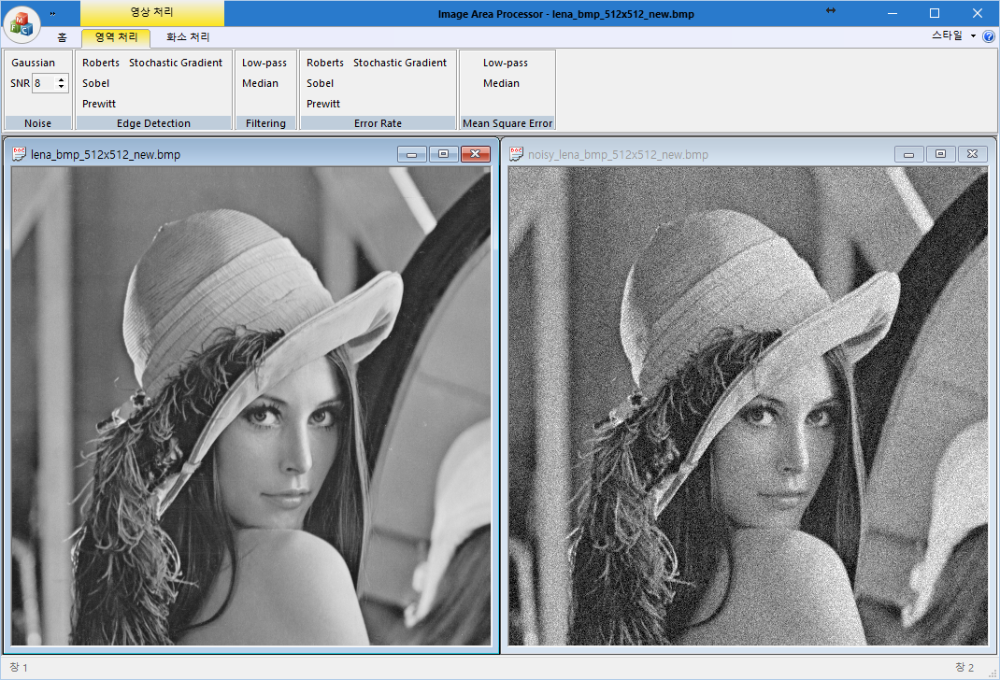 영상 처리
Image Area Processor - lena_bmp_512x512_new.bmp
홈 영역 처리 화소 처리 스타일
Gaussian Roberts Stochastic Gradient Low-pass Roberts Stochastic Gradient Low-pass
SNR 8 Sobel Median Sobel Median
Prewitt Prewitt
Noise Edge Detection Filtering Error Rate Mean Square Error
lena_bmp_512x512_new.bmp noisy_lena_bmp_512x512_new.bmp
창 1 창 2